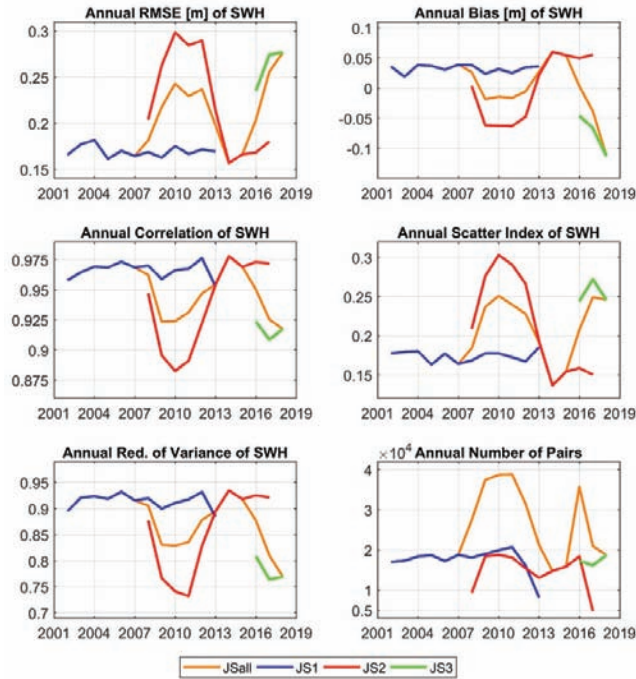 Annual RMSE [m] of SWH
0.3
0.25
0.2
0.15
2001 2004 2007 2010 2013 2016 2019
Annual Bias [m] of SWH
0.1
0.05
0
-0.05
-0.1
2001 2004 2007 2010 2013 2016 2019
Annual Correlation of SWH
0.975
0.95
0.925
0.9
0.875
2001 2004 2007 2010 2013 2016 2019
Annual Scatter Index of SWH
0.3
0.25
0.2
0.15
2001 2004 2007 2010 2013 2016 2019
Annual Red. of Variance of SWH
0.95
0.9
0.85
0.8
0.75
0.7
2001 2004 2007 2010 2013 2016 2019
Annual Number of Pairs
×10⁴
4
3
2
1
0.5
2001 2004 2007 2010 2013 2016 2019
JSall JS1 JS2 JS3